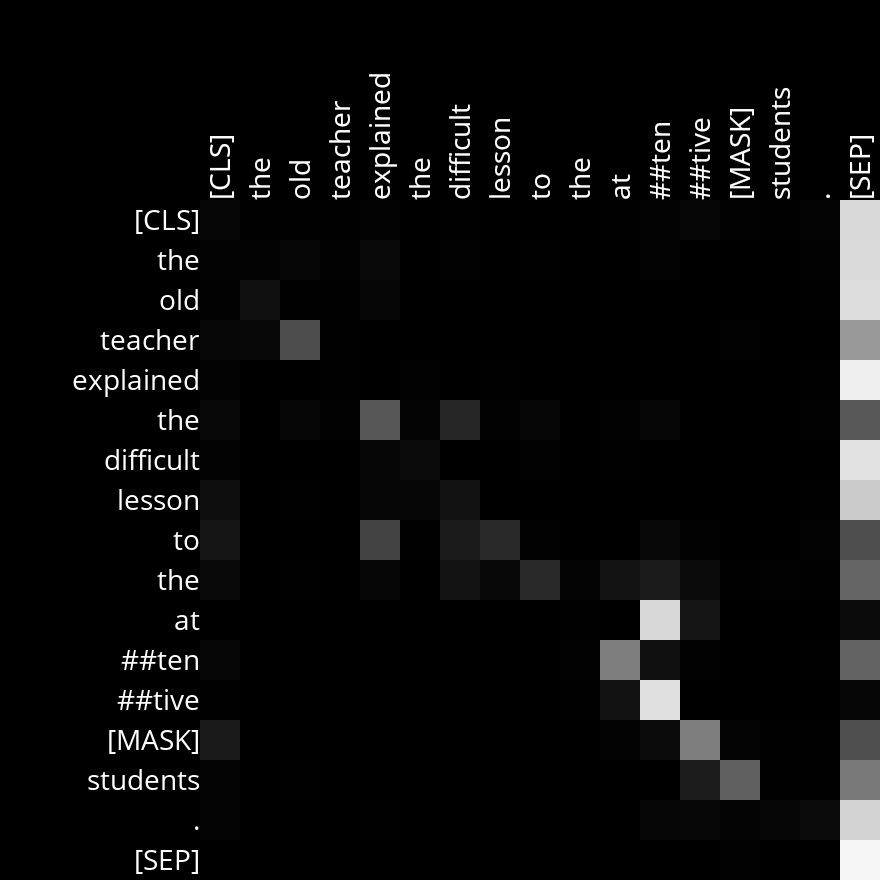 [CLS]
the
old
teacher
explained
the
difficult
lesson
to
the
at
##ten
##tive
[MASK]
students
.
[SEP]
[CLS]
the
old
teacher
explained
the
difficult
lesson
to
the
at
##ten
##tive
[MASK]
students
.
[SEP]